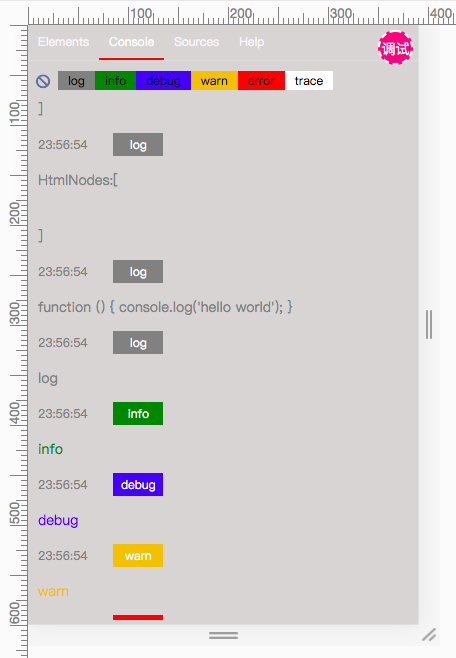 100 200 300 400
Elements Console Sources Help 调试
log info debug warn error trace
]
100
23:56:54 log
HtmlNodes:[
200
]
23:56:54 log
function () { console.log('hello world'); }
300
23:56:54 log
log
400
23:56:54 info
info
23:56:54 debug
500
debug
23:56:54 warn
warn
600